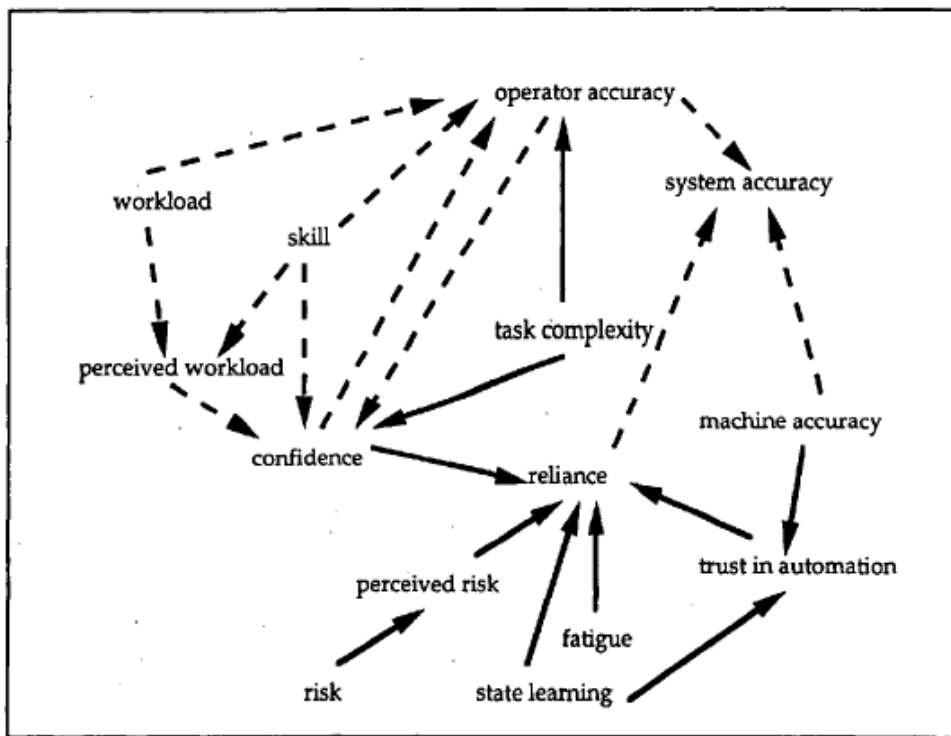 operator accuracy
system accuracy
workload
skill
task complexity
perceived workload
machine accuracy
confidence
reliance
trust in automation
perceived risk
fatigue
risk
state learning